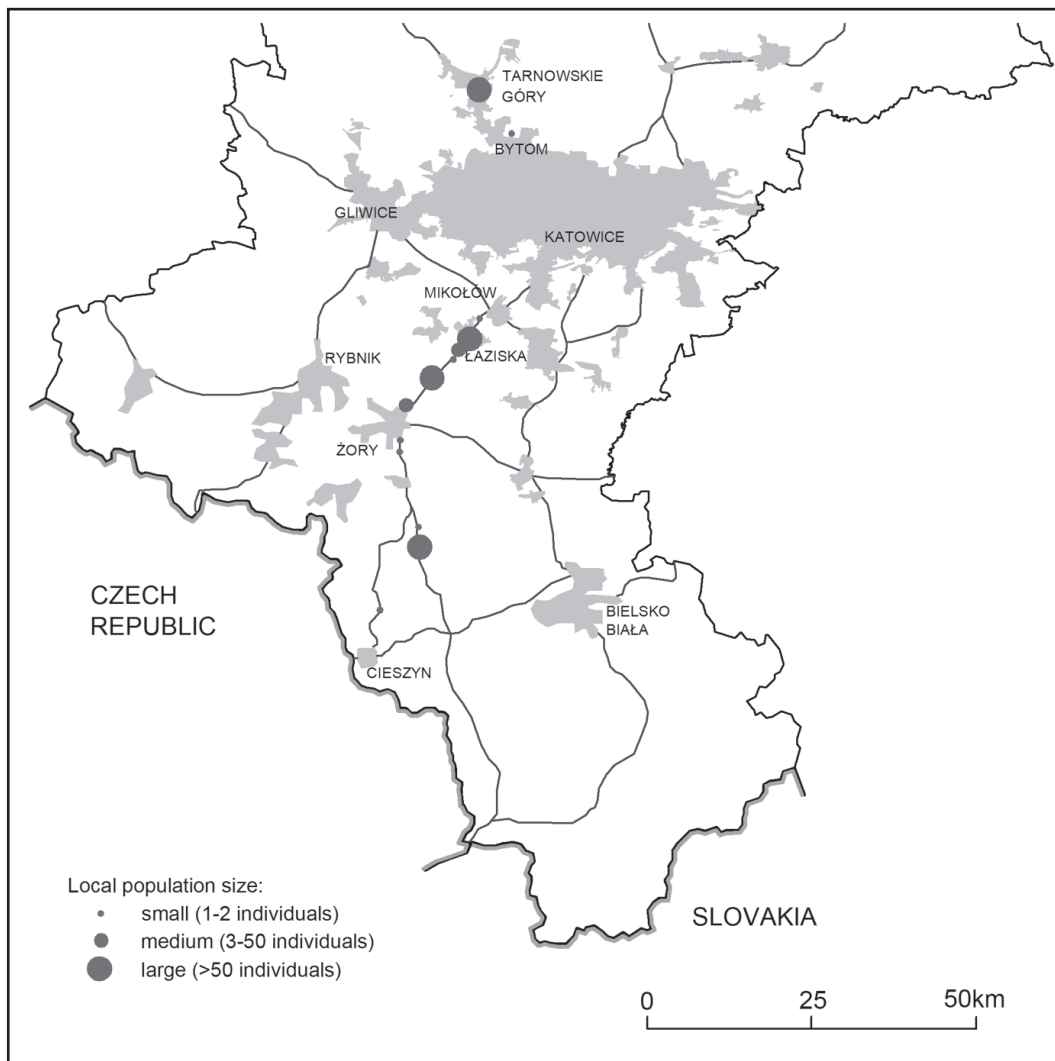 TARNOWSKIE
GÓRY
BYTOM
GLIWICE
KATOWICE
MIKOŁÓW
RYBNIK
ŁAZISKA
ŻORY
CZECH
REPUBLIC
BIELSKO
BIAŁA
CIESZYN
Local population size:
small (1-2 individuals)
medium (3-50 individuals)
large (>50 individuals)
SLOVAKIA
0 25 50km